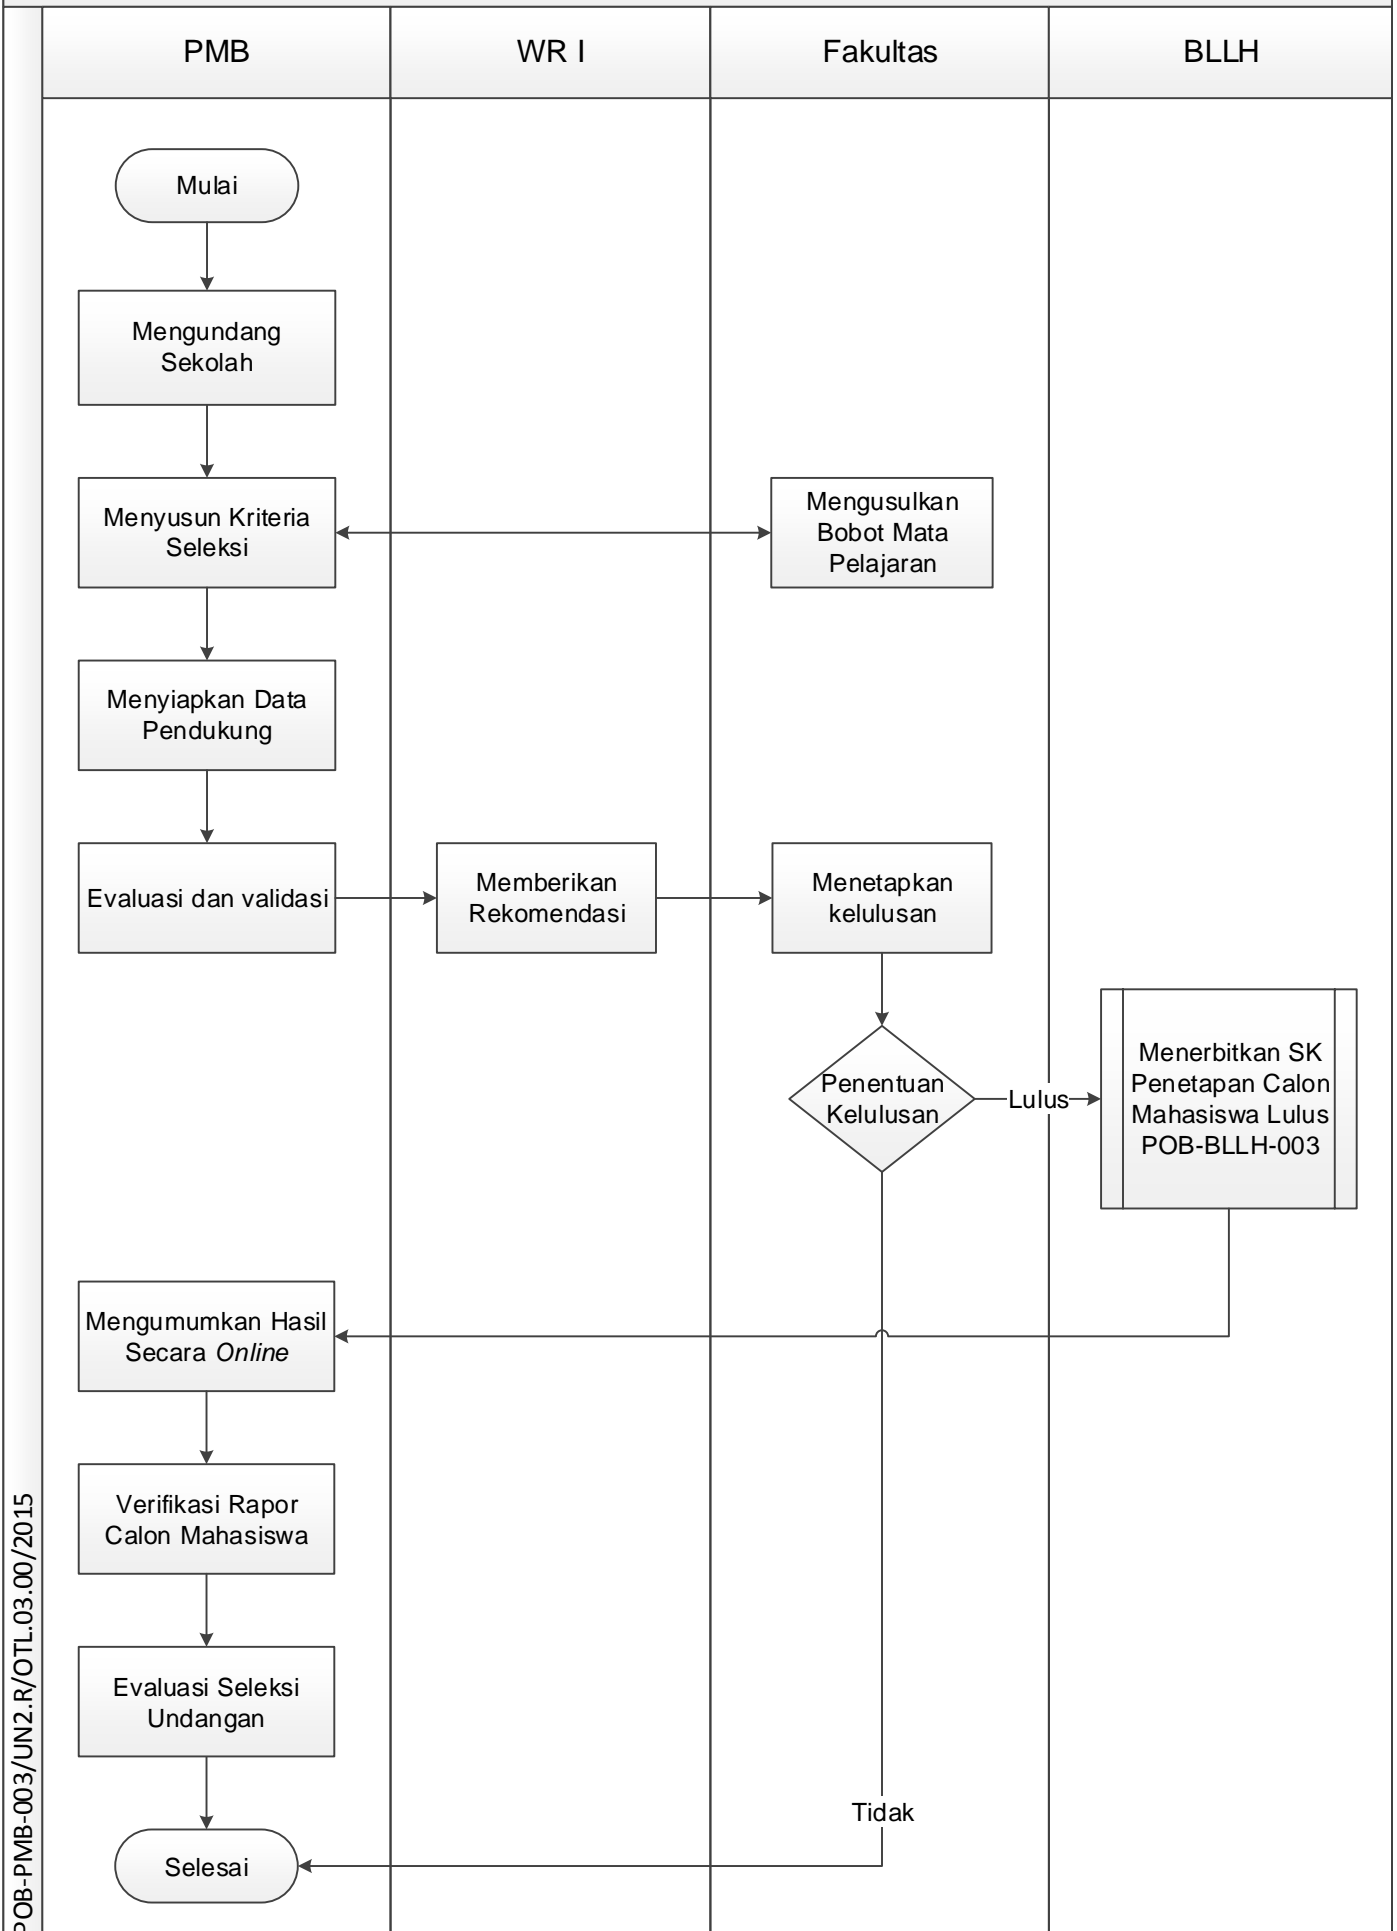 PMB
WR I
Fakultas
BLLH
Mulai
Mengundang
Sekolah
Menyusun Kriteria
Seleksi
Mengusulkan
Bobot Mata
Pelajaran
Menyiapkan Data
Pendukung
Evaluasi dan validasi
Memberikan
Rekomendasi
Menetapkan
kelulusan
Penentuan
Kelulusan
Lulus
Menerbitkan SK
Penetapan Calon
Mahasiswa Lulus
POB-BLLH-003
Mengumumkan Hasil
Secara Online
Verifikasi Rapor
Calon Mahasiswa
Evaluasi Seleksi
Undangan
Tidak
Selesai
POB-PMB-003/UN2.R/OTL.03.00/2015